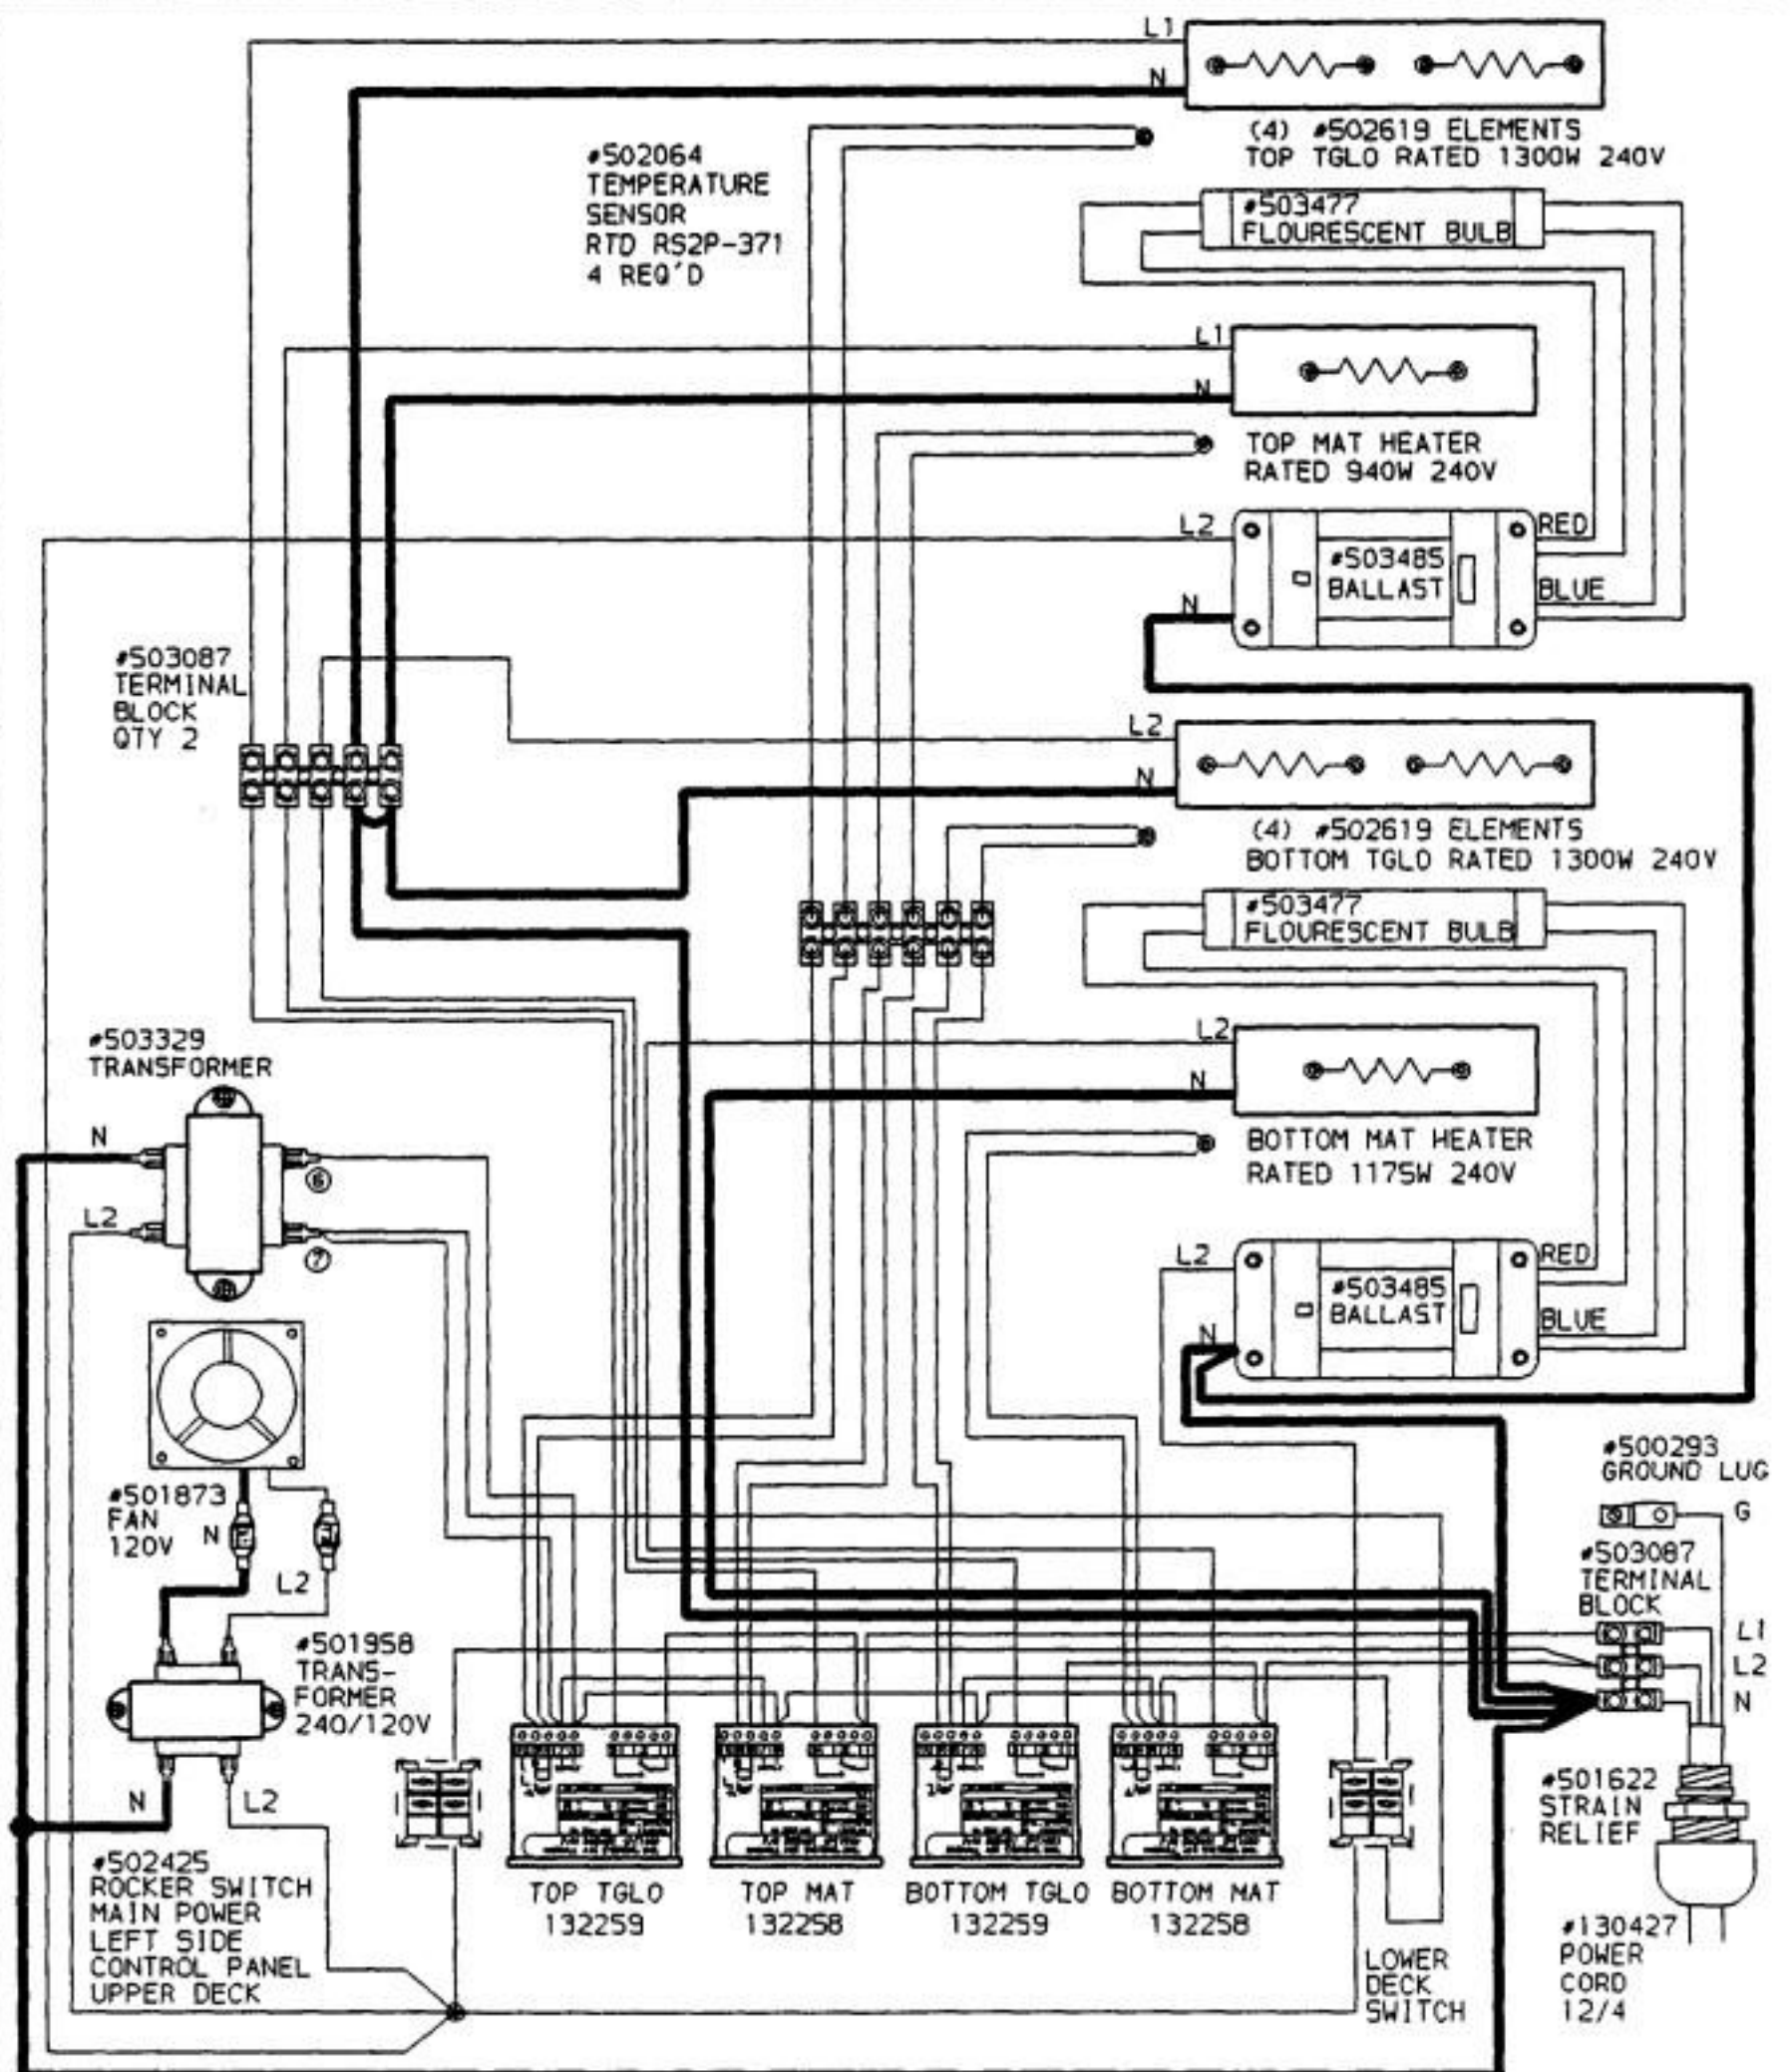 L1
N
(4) #502619 ELEMENTS
TOP TGLO RATED 1300W 240V
#502064
TEMPERATURE
SENSOR
RTD RS2P-371
4 REQ'D
#503477
FLOURESCENT BULB
L1
N
TOP MAT HEATER
RATED 940W 240V
L2
RED
#503485
BALLAST
BLUE
N
#503087
TERMINAL
BLOCK
QTY 2
L2
N
(4) #502619 ELEMENTS
BOTTOM TGLO RATED 1300W 240V
#503477
FLOURESCENT BULB
#503329
TRANSFORMER
L2
N
BOTTOM MAT HEATER
RATED 1175W 240V
N
6
L2
7
L2
RED
#503485
BALLAST
BLUE
N
#501873
FAN
120V
N
L2
#500293
GROUND LUG
G
#503087
TERMINAL
BLOCK
L1
L2
N
#501958
TRANS-
FORMER
240/120V
N
L2
#501622
STRAIN
RELIEF
#502425
ROCKER SWITCH
MAIN POWER
LEFT SIDE
CONTROL PANEL
UPPER DECK
TOP TGLO
132259
TOP MAT
132258
BOTTOM TGLO
132259
BOTTOM MAT
132258
LOWER
DECK
SWITCH
#130427
POWER
CORD
12/4